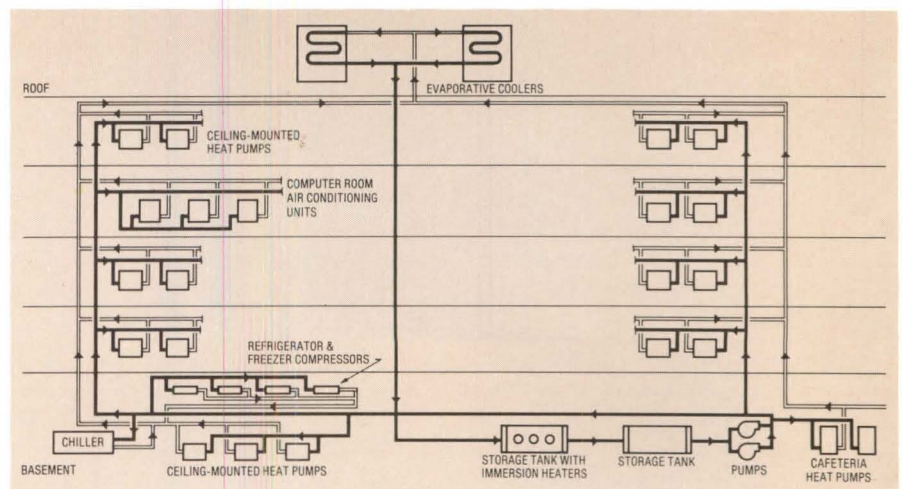 ROOF
EVAPORATIVE COOLERS
CEILING-MOUNTED
HEAT PUMPS
COMPUTER ROOM
AIR CONDITIONING
UNITS
REFRIGERATOR &
FREEZER COMPRESSORS
CHILLER
BASEMENT
CEILING-MOUNTED HEAT PUMPS
STORAGE TANK WITH
IMMERSION HEATERS
STORAGE TANK
PUMPS
CAFETERIA
HEAT PUMPS